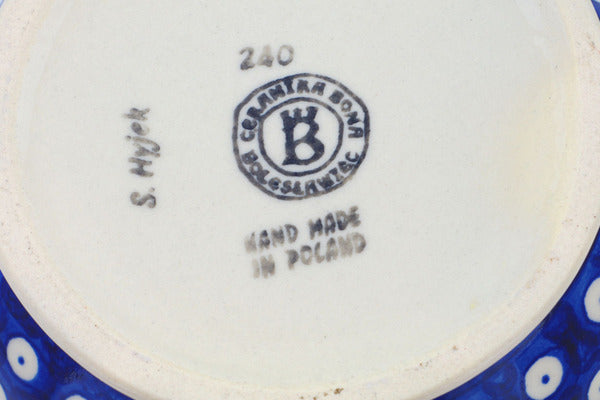 240
CERAMIKA BONA
B
BOLESŁAWIEC
S. Hyjek
HAND MADE
IN POLAND